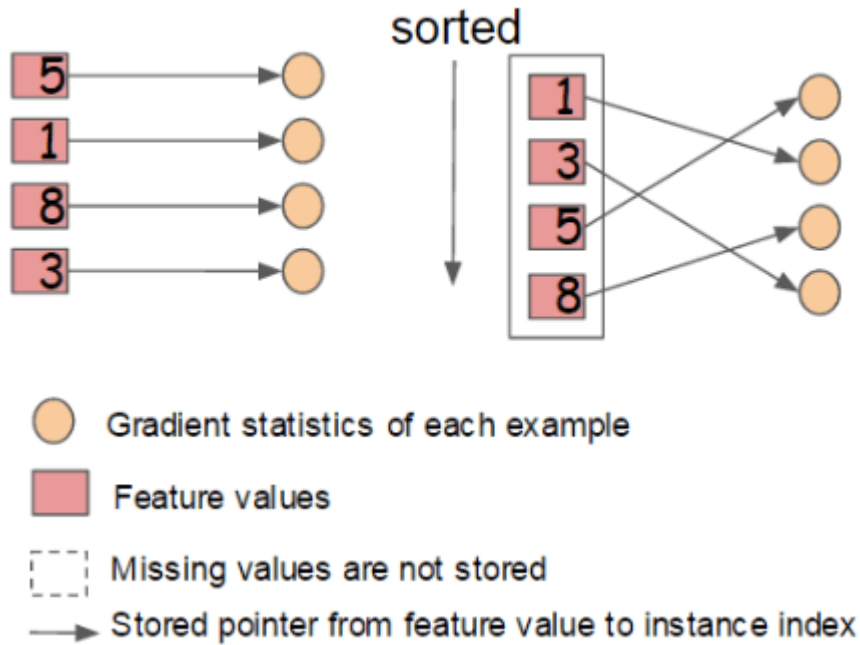 sorted
5
1
8
3
1
3
5
8
Gradient statistics of each example
Feature values
Missing values are not stored
Stored pointer from feature value to instance index